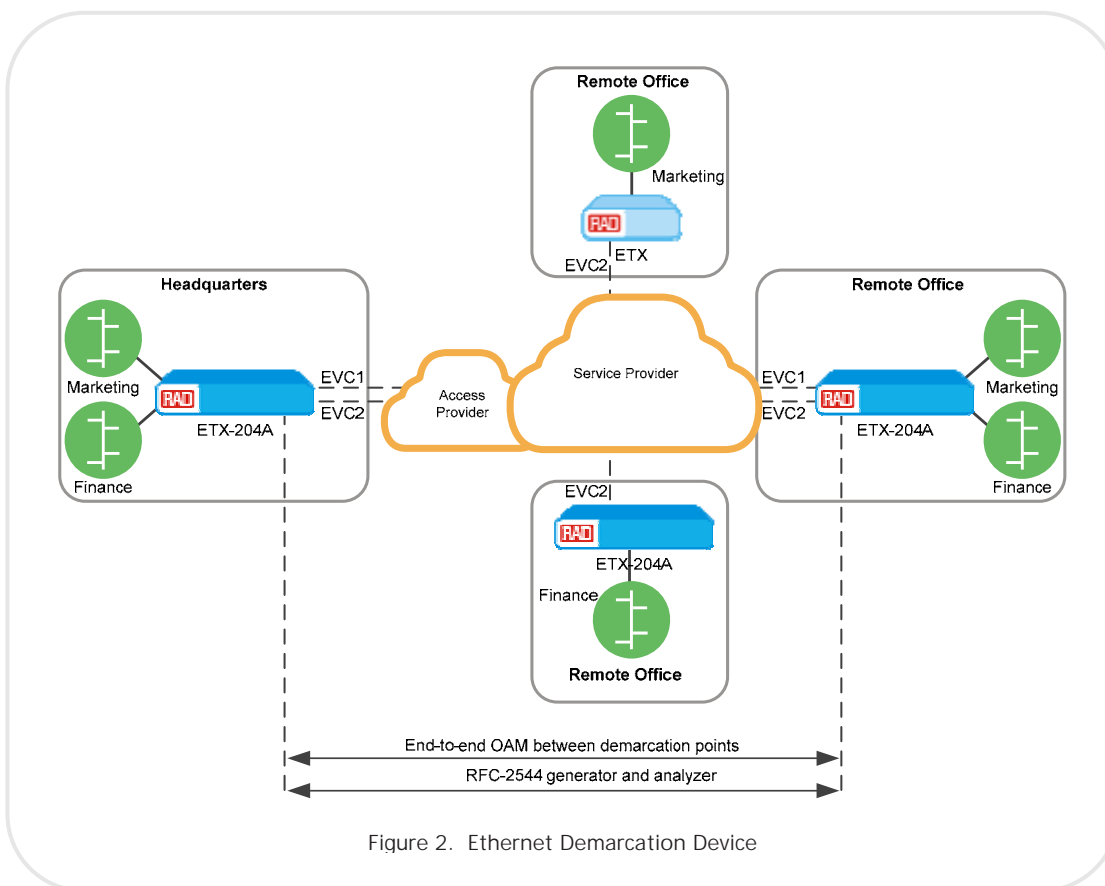 Remote Office
Marketing
RAD
ETX
EVC2
Headquarters
Marketing
RAD
ETX-204A
Finance
EVC1
EVC2
Access
Provider
Service Provider
Remote Office
EVC1
EVC2
RAD
ETX-204A
Marketing
Finance
EVC2
RAD
ETX-204A
Finance
Remote Office
End-to-end OAM between demarcation points
RFC-2544 generator and analyzer
Figure 2. Ethernet Demarcation Device